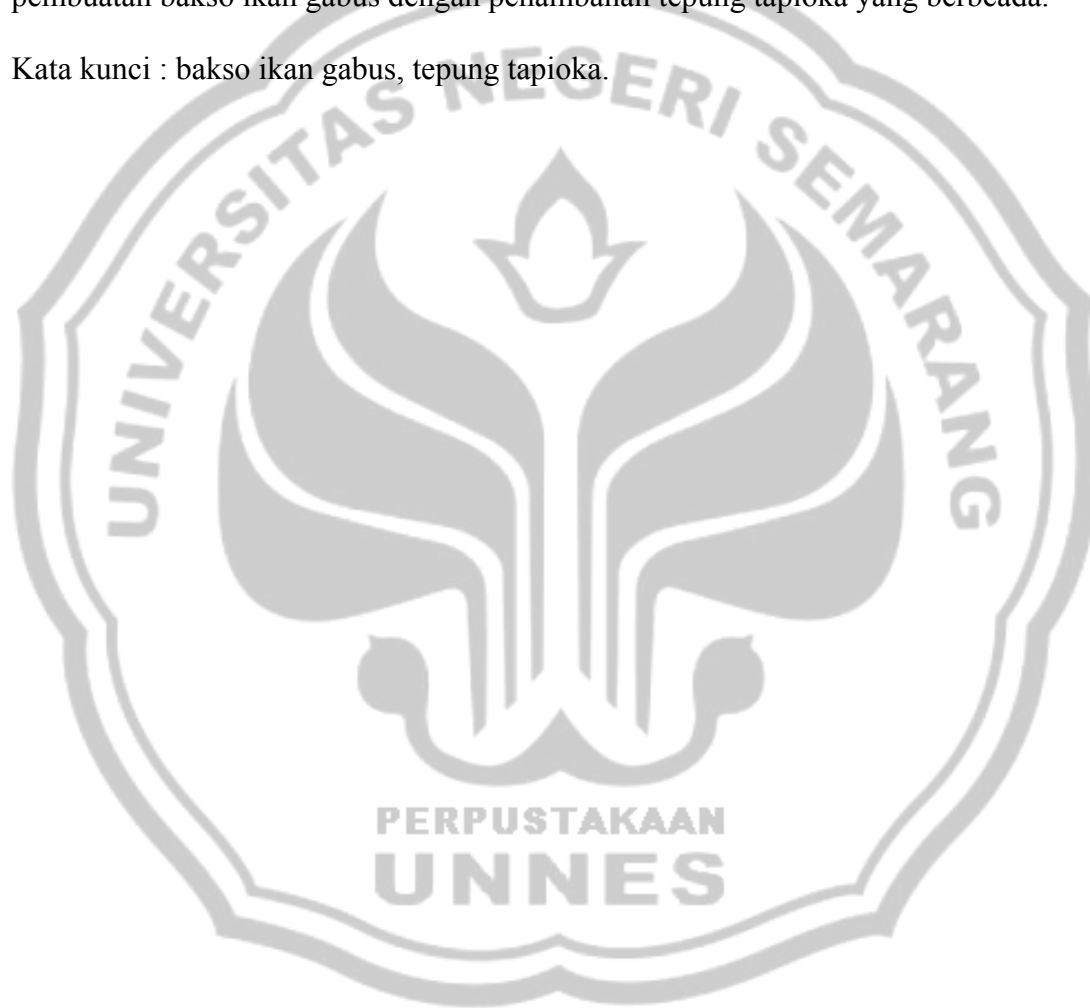 pembuatan bakso ikan gabus dengan penambahan tepung tapioka yang berbeada.
Kata kunci : bakso ikan gabus, tepung tapioka.
UNIVERSITAS NEGERI SEMARANG
PERPUSTAKAAN
UNNES